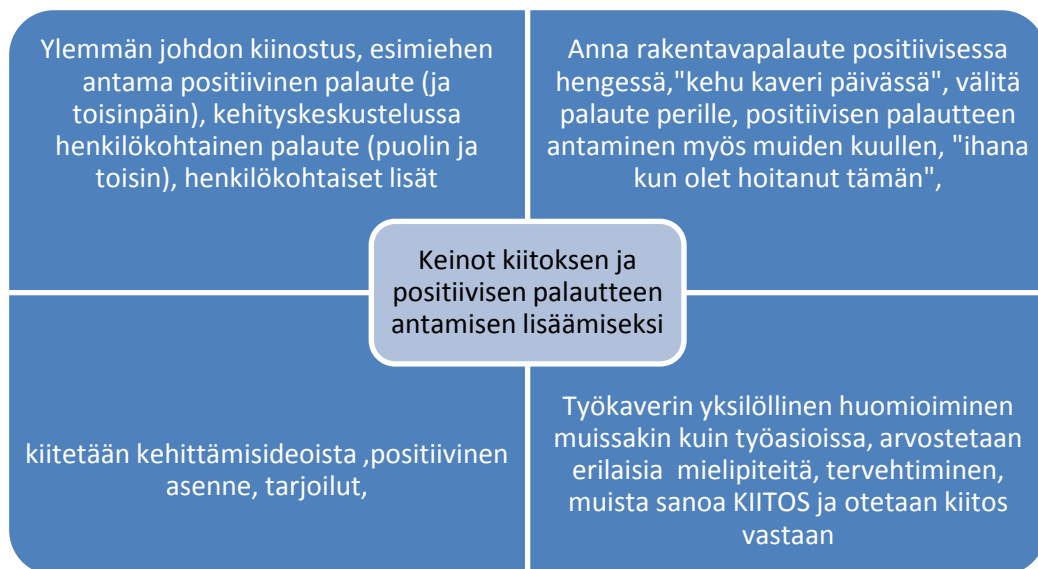 Ylemmän johdon kiinostus, esimiehen
antama positiivinen palaute (ja
toisinpäin), kehityskeskustelussa
henkilökohtainen palaute (puolin ja
toisin), henkilökohtaiset lisät
Anna rakentavapalaute positiivisessa
hengessä,"kehu kaveri päivässä", välitä
palaute perille, positiivisen palautteen
antaminen myös muiden kuullen, "ihana
kun olet hoitanut tämän",
Keinot kiitoksen ja
positiivisen palautteen
antamisen lisäämiseksi
kiitetään kehittämisideoista ,positiivinen
asenne, tarjoilut,
Työkaverin yksilöllinen huomioiminen
muissakin kuin työasioissa, arvostetaan
erilaisia  mielipiteitä, tervehtiminen,
muista sanoa KIITOS ja otetaan kiitos
vastaan